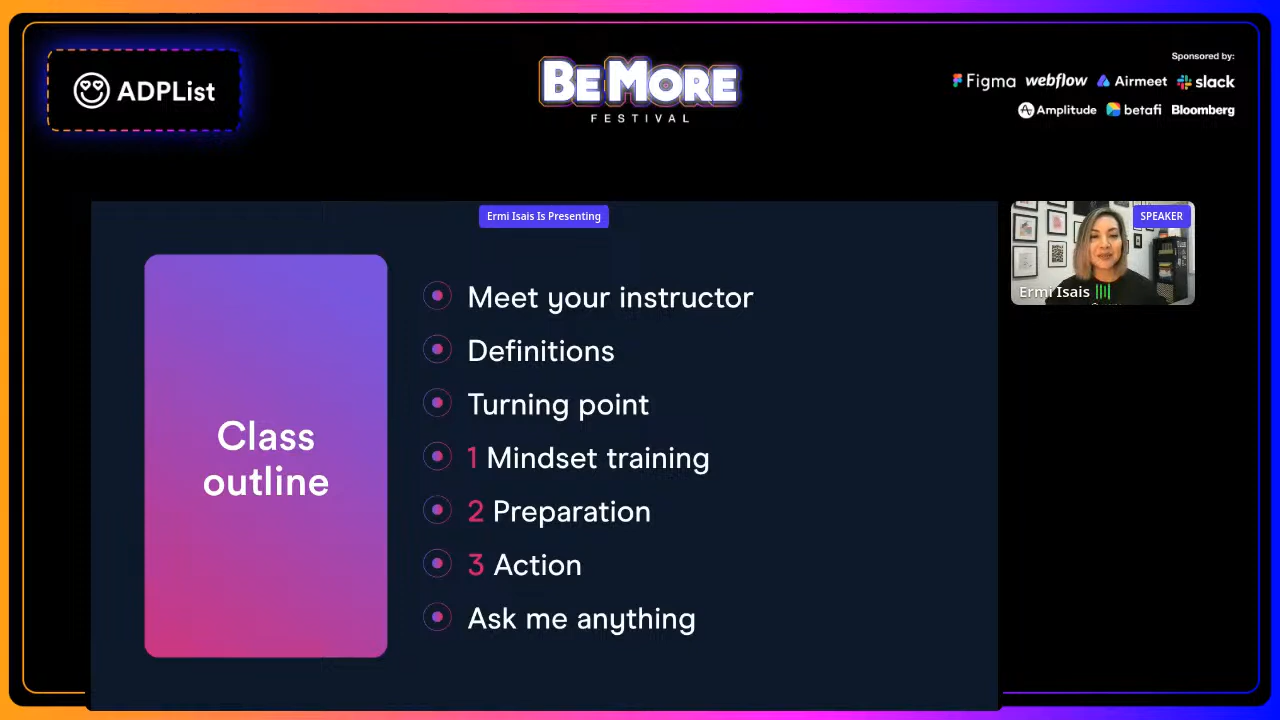 ADPList
BE MORE
FESTIVAL
Sponsored by:
Figma webflow Airmeet slack
Amplitude betafi Bloomberg
Ermi Isais Is Presenting
SPEAKER
Ermi Isais
Class
outline
Meet your instructor
Definitions
Turning point
1 Mindset training
2 Preparation
3 Action
Ask me anything